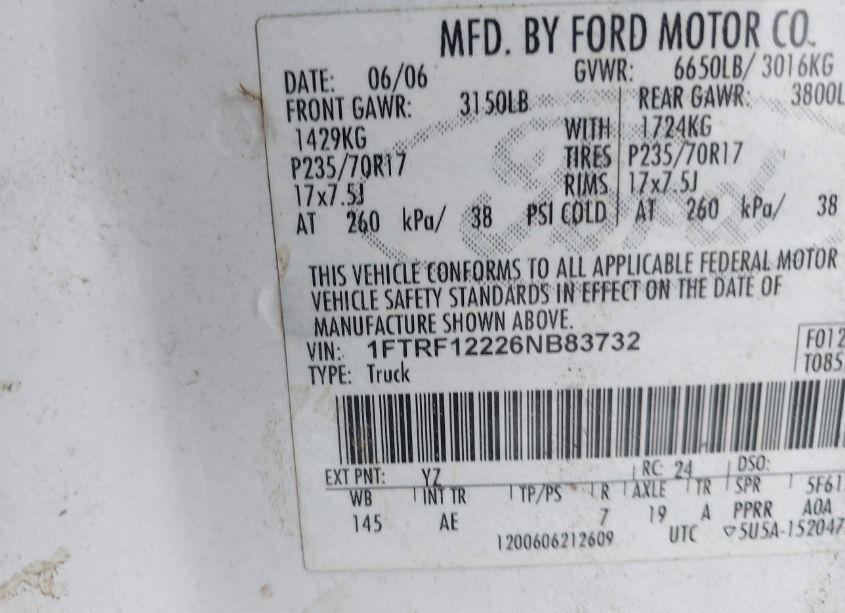 MFD. BY FORD MOTOR CO.
DATE: 06/06 GVWR: 6650LB/ 3016KG
FRONT GAWR: 3150LB REAR GAWR: 3800L
1429KG WITH 1724KG
P235/70R17 TIRES P235/70R17
17x7.5J RIMS 17x7.5J
AT 260 kPa/ 38 PSI COLD AT 260 kPa/ 38
THIS VEHICLE CONFORMS TO ALL APPLICABLE FEDERAL MOTOR
VEHICLE SAFETY STANDARDS IN EFFECT ON THE DATE OF
MANUFACTURE SHOWN ABOVE.
VIN: 1FTRF12226NB83732 F012
TYPE: Truck T085
EXT PNT: YZ RC: 24 DSO:
WB INT TR TP/PS R AXLE TR SPR 5F61
145 AE 7 19 A PPRR A0A
1200606212609 UTC ▽5U5A-152047